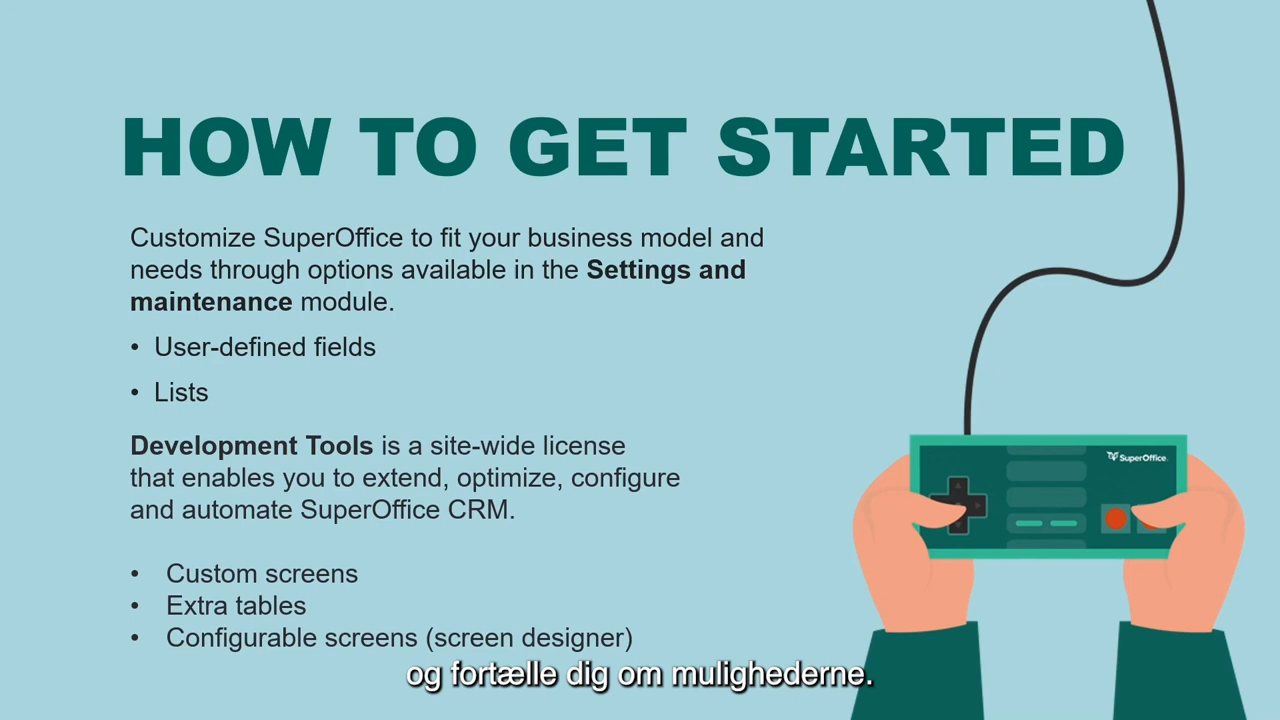 HOW TO GET STARTED
Customize SuperOffice to fit your business model and
needs through options available in the Settings and
maintenance module.
• User-defined fields
• Lists
Development Tools is a site-wide license
that enables you to extend, optimize, configure
and automate SuperOffice CRM.
SuperOffice.
• Custom screens
• Extra tables
• Configurable screens (screen designer)
og fortælle dig om mulighederne.